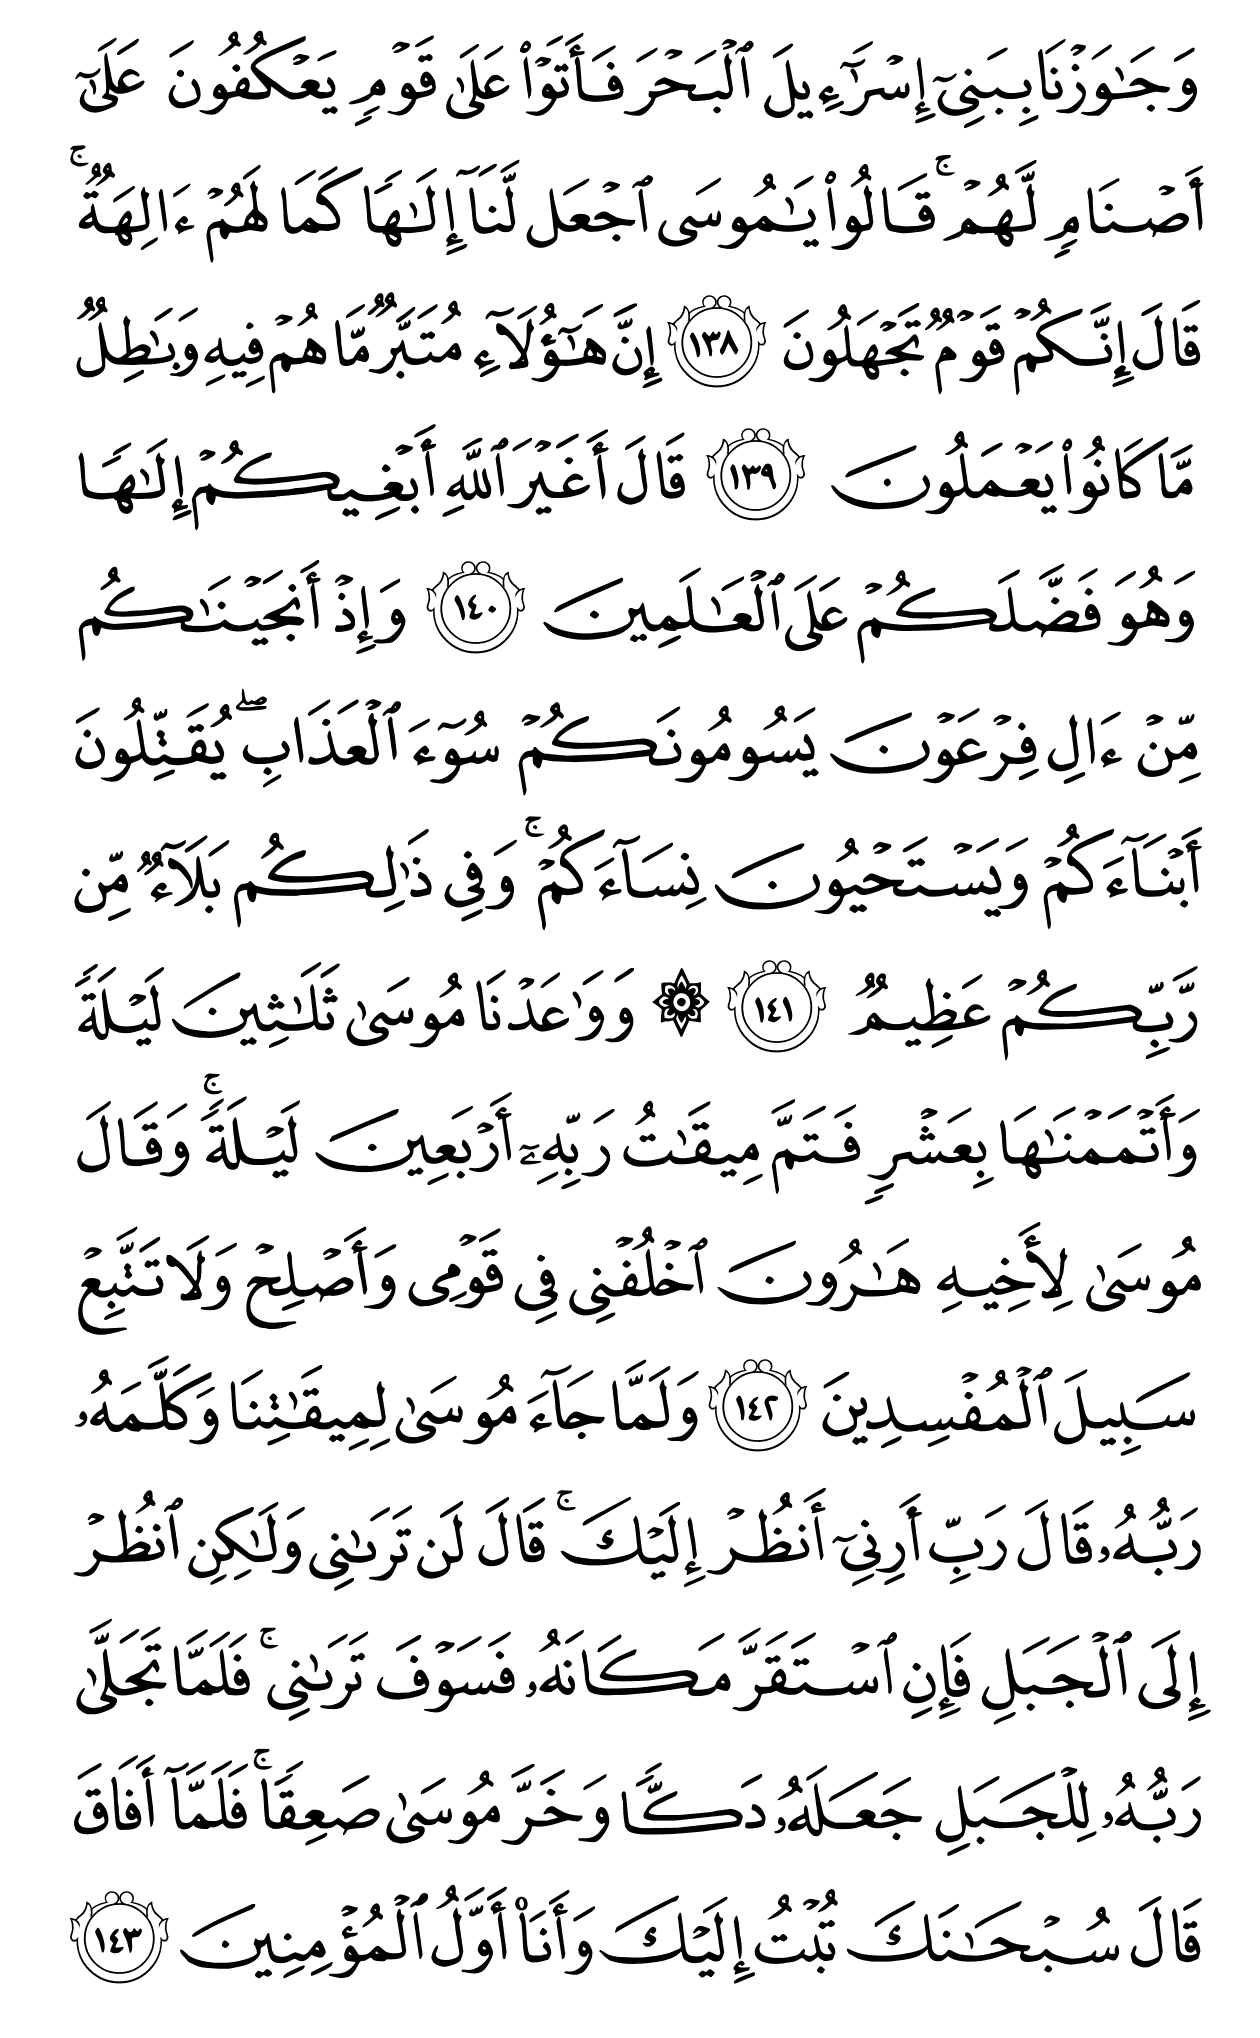 وَجَٰوَزْنَا بِبَنِىٓ إِسْرَٰٓءِيلَ ٱلْبَحْرَ فَأَتَوْا۟ عَلَىٰ قَوْمٍ يَعْكُفُونَ عَلَىٰٓ
أَصْنَامٍ لَّهُمْ ۚ قَالُوا۟ يَٰمُوسَى ٱجْعَل لَّنَآ إِلَٰهًا كَمَا لَهُمْ ءَالِهَةٌ ۚ
قَالَ إِنَّكُمْ قَوْمٌ تَجْهَلُونَ ١٣٨ إِنَّ هَٰٓؤُلَآءِ مُتَبَّرٌ مَّا هُمْ فِيهِ وَبَٰطِلٌ
مَّا كَانُوا۟ يَعْمَلُونَ ١٣٩ قَالَ أَغَيْرَ ٱللَّهِ أَبْغِيكُمْ إِلَٰهًا
وَهُوَ فَضَّلَكُمْ عَلَى ٱلْعَٰلَمِينَ ١٤٠ وَإِذْ أَنجَيْنَٰكُم
مِّنْ ءَالِ فِرْعَوْنَ يَسُومُونَكُمْ سُوٓءَ ٱلْعَذَابِ ۖ يُقَتِّلُونَ
أَبْنَآءَكُمْ وَيَسْتَحْيُونَ نِسَآءَكُمْ ۚ وَفِى ذَٰلِكُم بَلَآءٌ مِّن
رَّبِّكُمْ عَظِيمٌ ١٤١ ۞ وَوَٰعَدْنَا مُوسَىٰ ثَلَٰثِينَ لَيْلَةً
وَأَتْمَمْنَٰهَا بِعَشْرٍ فَتَمَّ مِيقَٰتُ رَبِّهِۦٓ أَرْبَعِينَ لَيْلَةً ۚ وَقَالَ
مُوسَىٰ لِأَخِيهِ هَٰرُونَ ٱخْلُفْنِى فِى قَوْمِى وَأَصْلِحْ وَلَا تَتَّبِعْ
سَبِيلَ ٱلْمُفْسِدِينَ ١٤٢ وَلَمَّا جَآءَ مُوسَىٰ لِمِيقَٰتِنَا وَكَلَّمَهُۥ
رَبُّهُۥ قَالَ رَبِّ أَرِنِىٓ أَنظُرْ إِلَيْكَ ۚ قَالَ لَن تَرَىٰنِى وَلَٰكِنِ ٱنظُرْ
إِلَى ٱلْجَبَلِ فَإِنِ ٱسْتَقَرَّ مَكَانَهُۥ فَسَوْفَ تَرَىٰنِى ۚ فَلَمَّا تَجَلَّىٰ
رَبُّهُۥ لِلْجَبَلِ جَعَلَهُۥ دَكًّا وَخَرَّ مُوسَىٰ صَعِقًا ۚ فَلَمَّآ أَفَاقَ
قَالَ سُبْحَٰنَكَ تُبْتُ إِلَيْكَ وَأَنَا۠ أَوَّلُ ٱلْمُؤْمِنِينَ ١٤٣